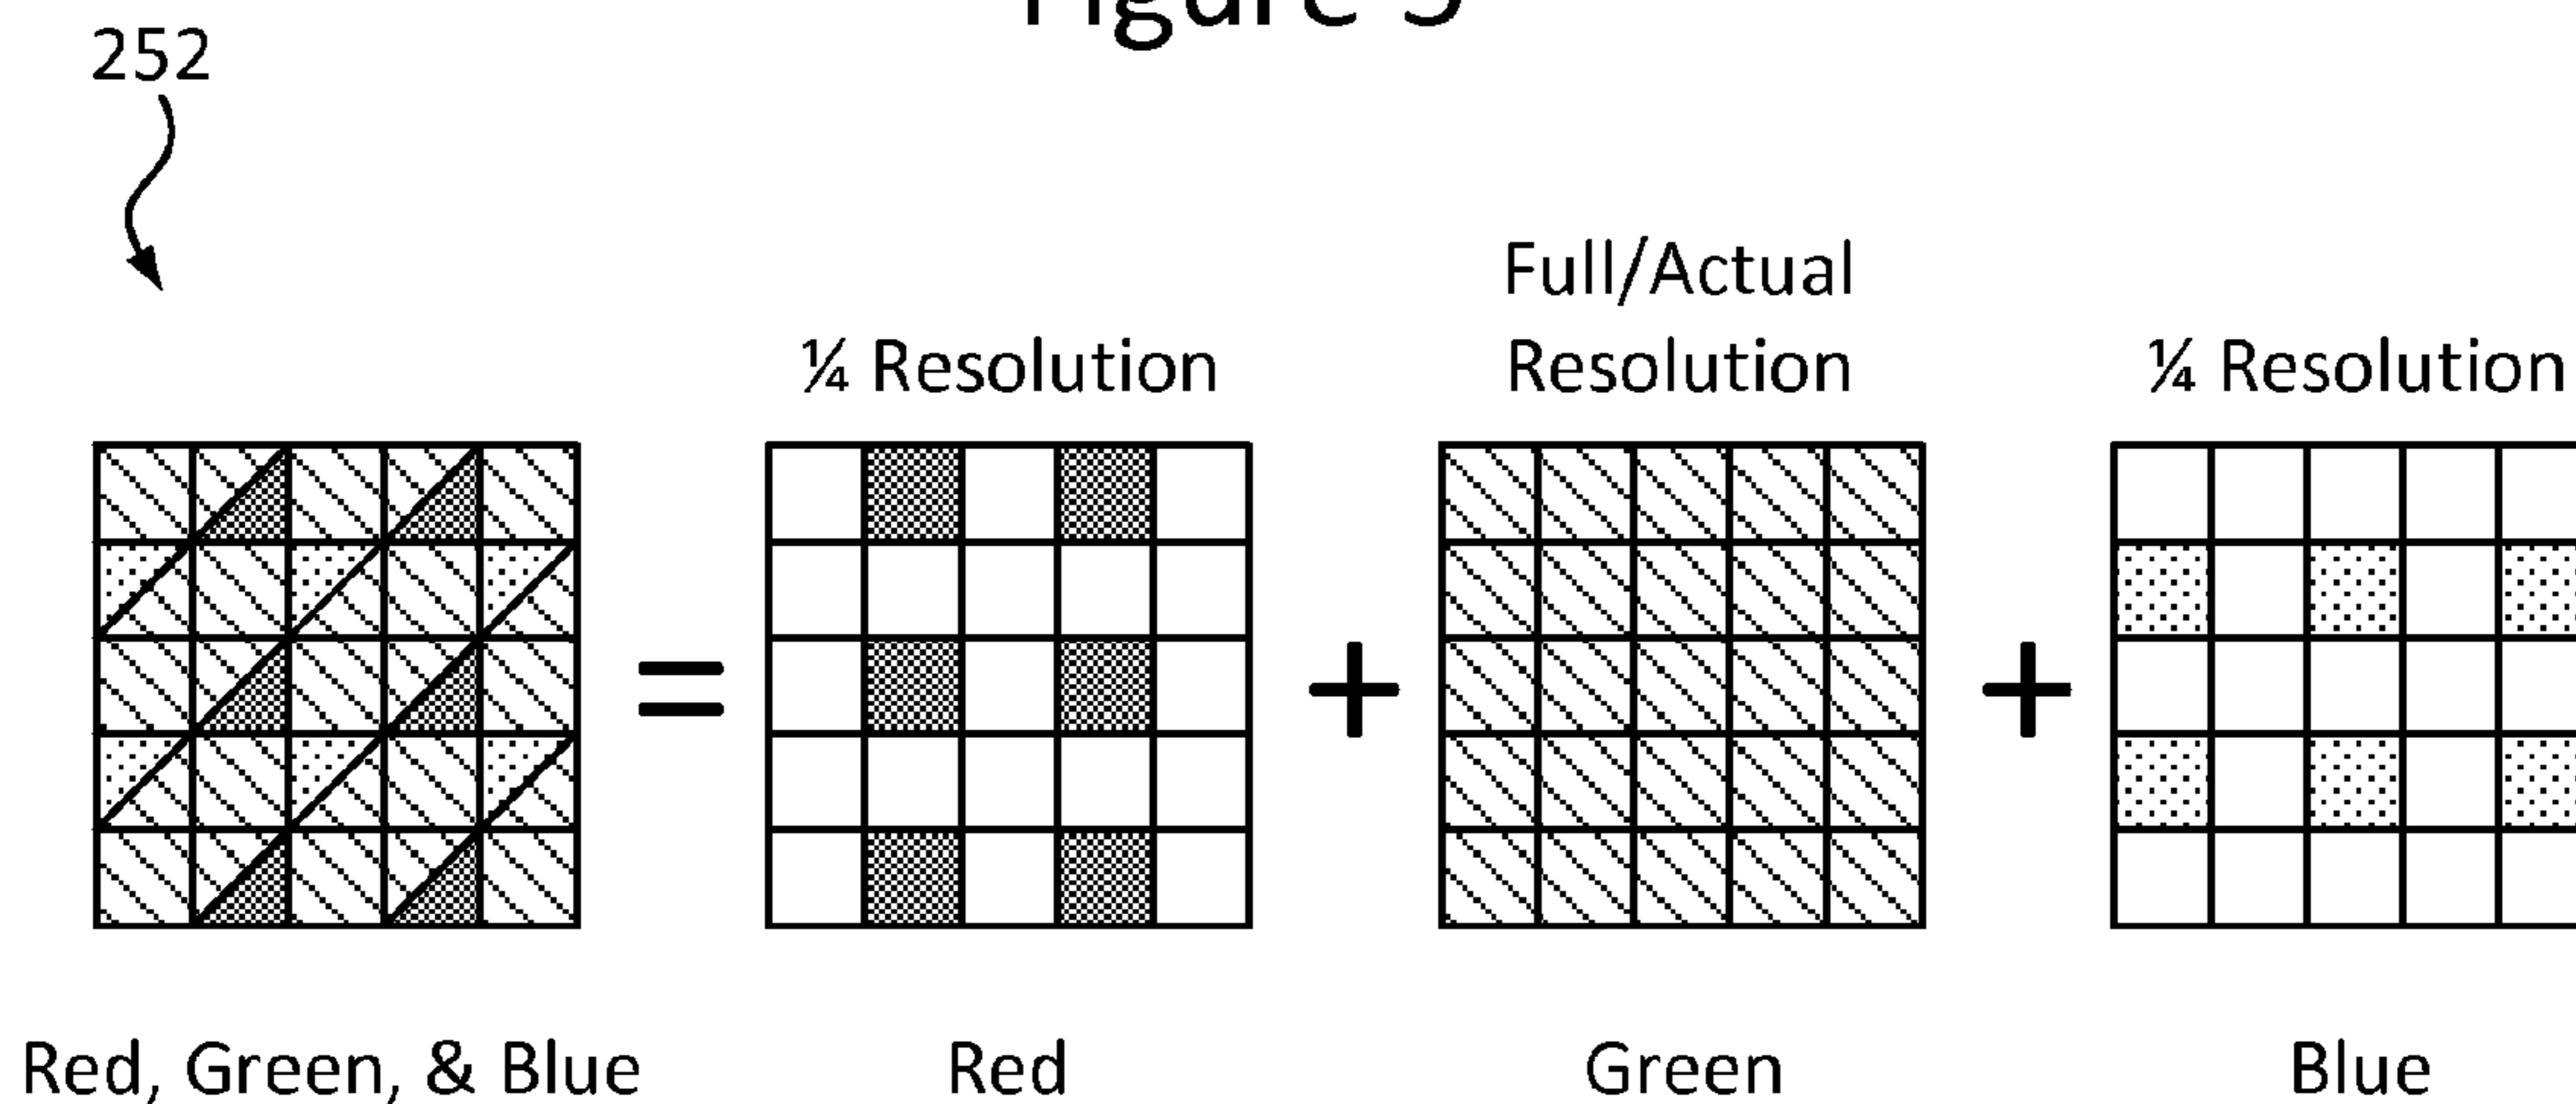 252
Full/Actual
¼ Resolution
Resolution
¼ Resolution
=
+
+
Red, Green, & Blue
Red
Green
Blue